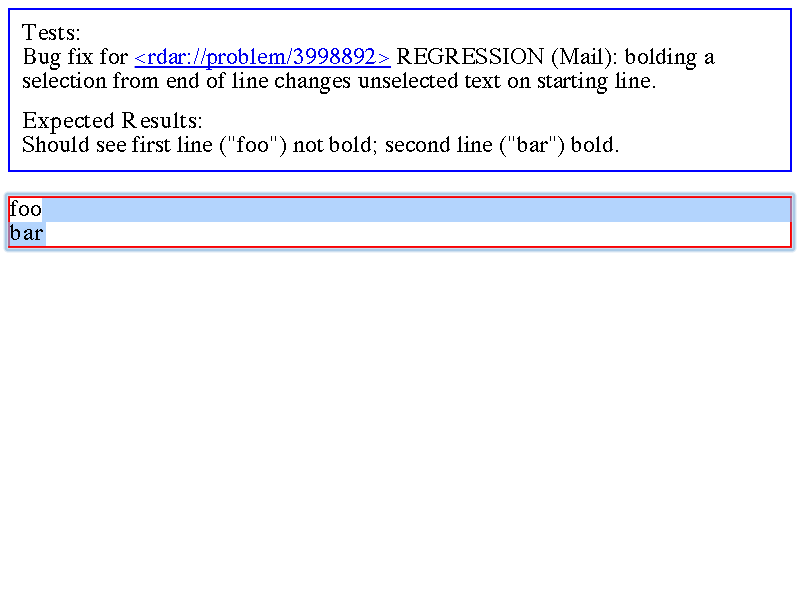 Tests:
Bug fix for <rdar://problem/3998892> REGRESSION (Mail): bolding a
selection from end of line changes unselected text on starting line.
Expected Results:
Should see first line ("foo") not bold; second line ("bar") bold.
foo
bar